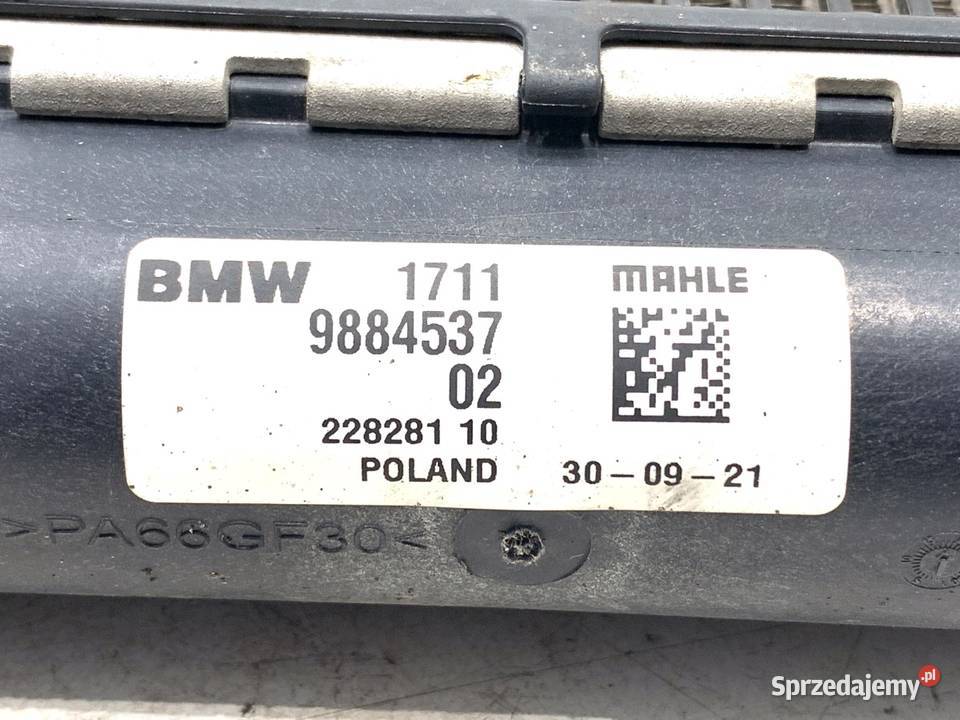 BMW 1711 MAHLE
9884537
02
228281 10
POLAND 30-09-21
>PA66GF30<
Sprzedajemy.pl